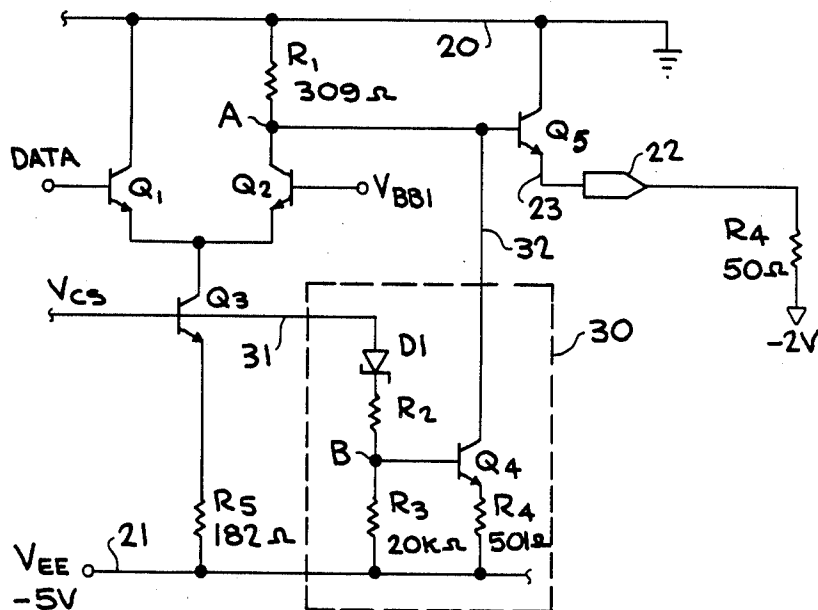 20
R1
309Ω
A
Q5
22
DATA
Q1
Q2
VBB1
23
R4
50Ω
-2V
32
VCS
Q3
31
30
D1
R2
B
Q4
R5
182Ω
R3
20KΩ
R4
501Ω
VEE
-5V
21